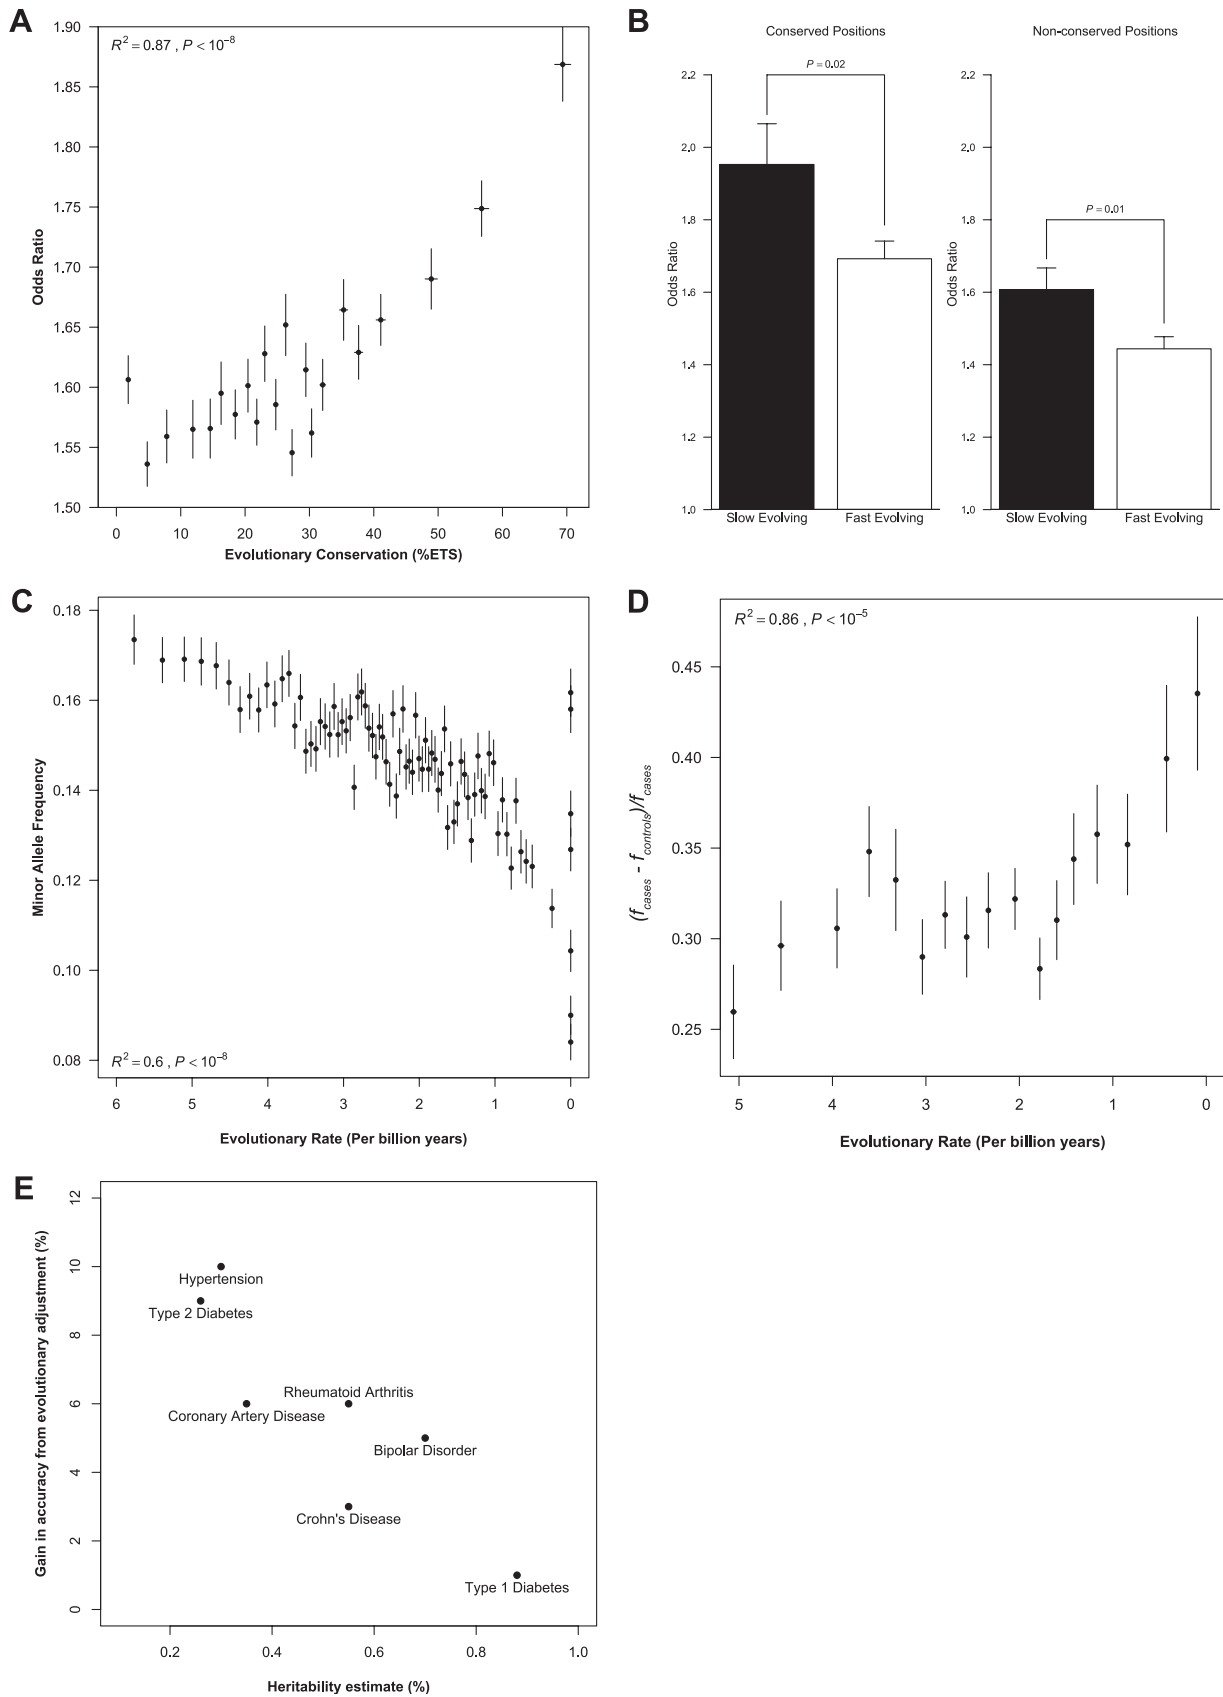 A
R² = 0.87 , P < 10⁻⁸
1.90
1.85
1.80
1.75
1.70
1.65
1.60
1.55
1.50
Odds Ratio
0 10 20 30 40 50 60 70
Evolutionary Conservation (%ETS)
B
Conserved Positions
P = 0.02
2.2
2.0
1.8
1.6
1.4
1.2
1.0
Odds Ratio
Slow Evolving Fast Evolving
Non-conserved Positions
P = 0.01
2.2
2.0
1.8
1.6
1.4
1.2
1.0
Odds Ratio
Slow Evolving Fast Evolving
C
0.18
0.16
0.14
0.12
0.10
0.08
Minor Allele Frequency
R² = 0.6 , P < 10⁻⁸
6 5 4 3 2 1 0
Evolutionary Rate (Per billion years)
D
R² = 0.86 , P < 10⁻⁵
0.45
0.40
0.35
0.30
0.25
(f_cases - f_controls)/f_cases
5 4 3 2 1 0
Evolutionary Rate (Per billion years)
E
12
10
8
6
4
2
0
Gain in accuracy from evolutionary adjustment (%)
Hypertension
Type 2 Diabetes
Rheumatoid Arthritis
Coronary Artery Disease
Bipolar Disorder
Crohn's Disease
Type 1 Diabetes
0.2 0.4 0.6 0.8 1.0
Heritability estimate (%)